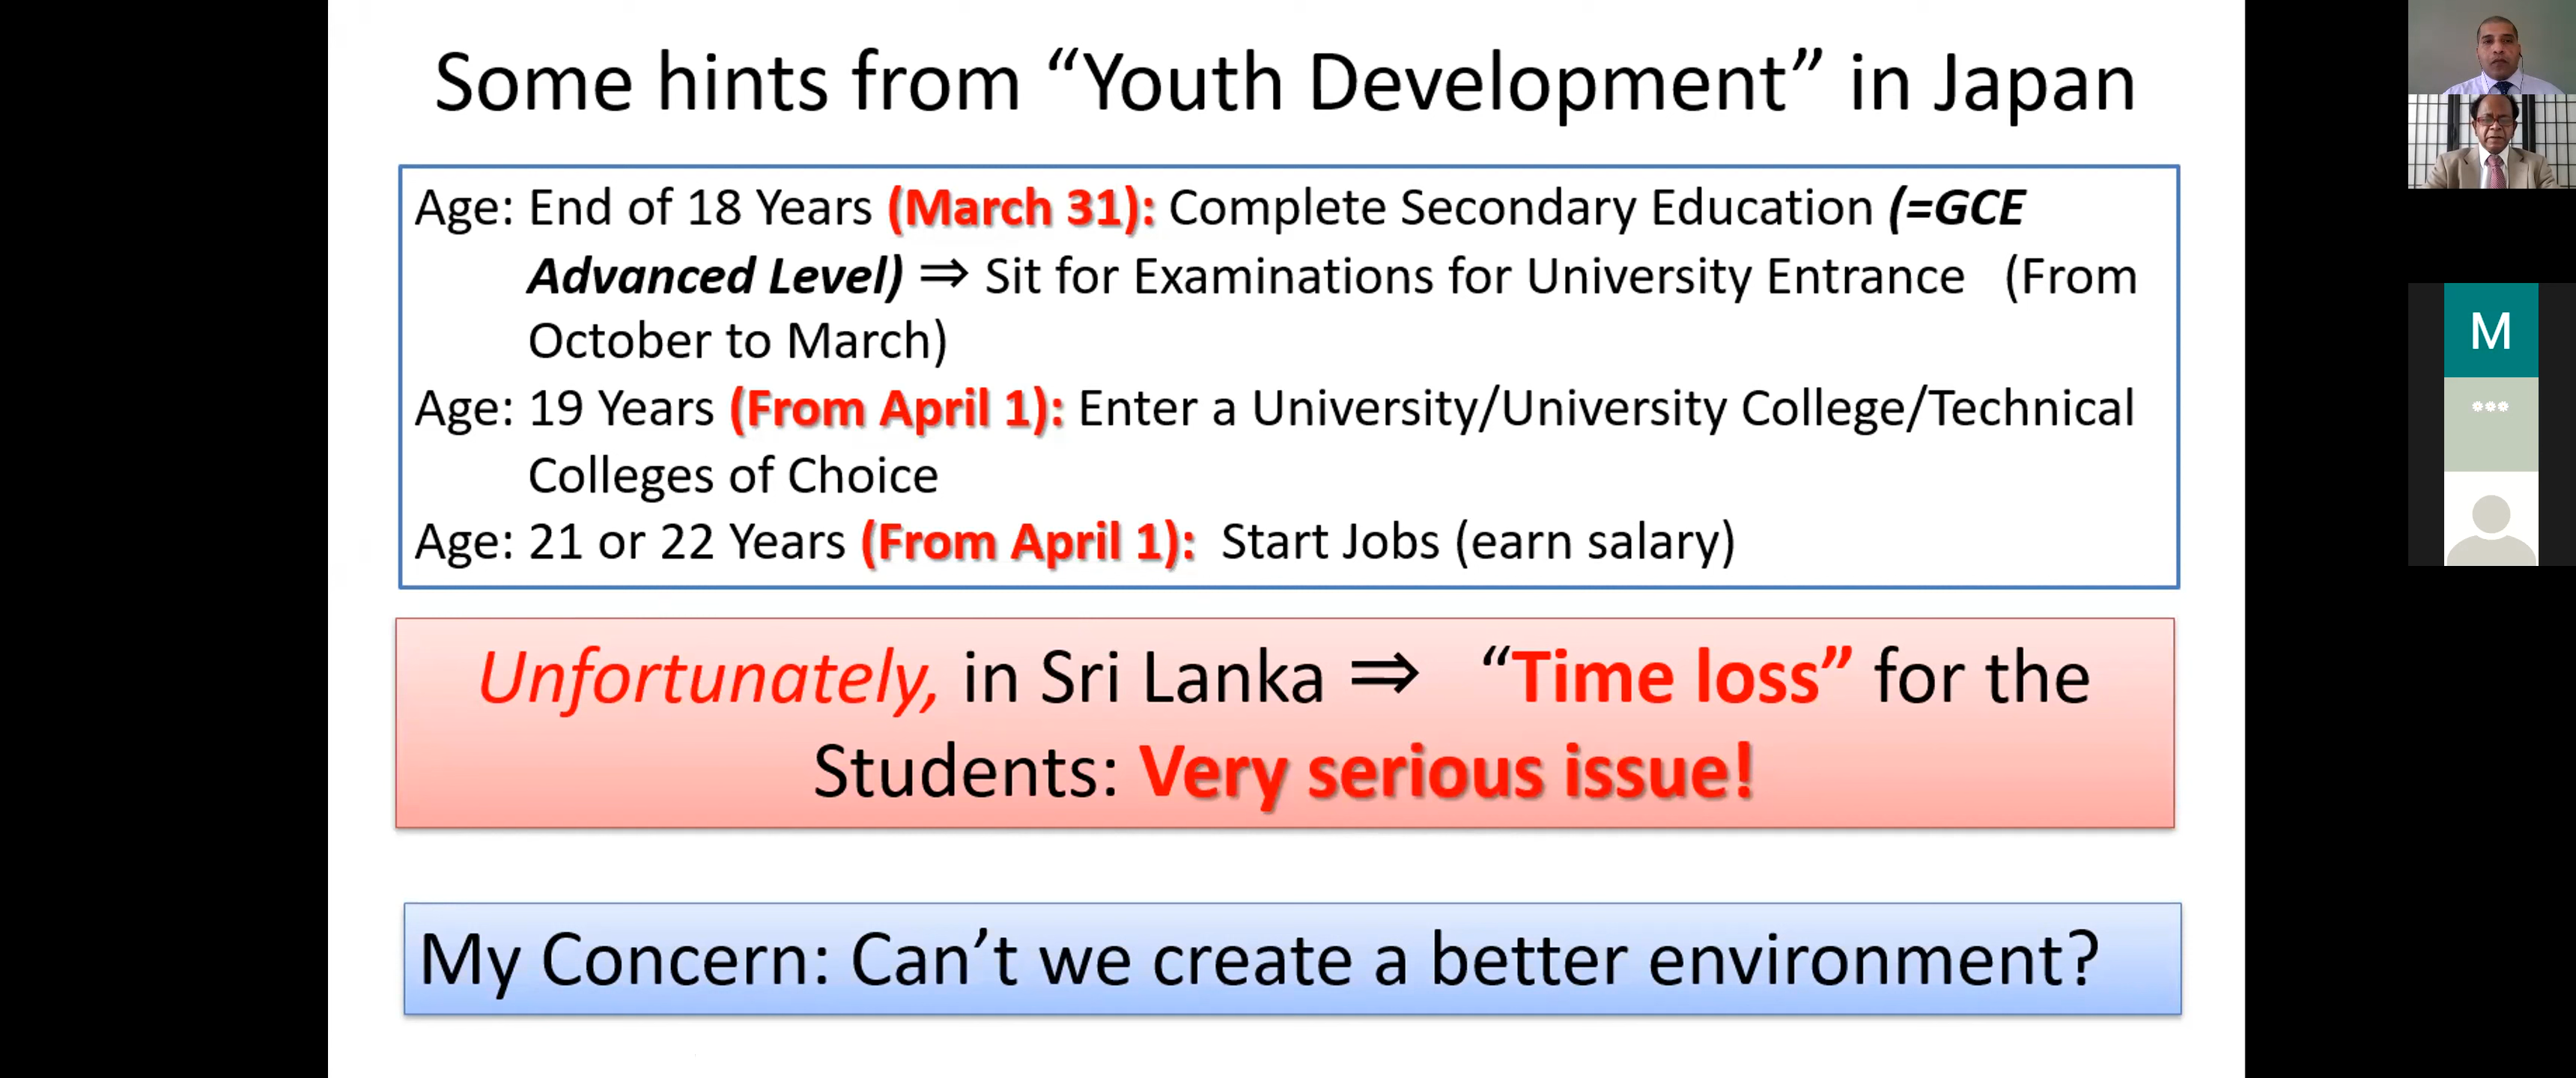 Some hints from “Youth Development” in Japan
Age: End of 18 Years (March 31): Complete Secondary Education (=GCE
Advanced Level) ⇒ Sit for Examinations for University Entrance (From
October to March)
Age: 19 Years (From April 1): Enter a University/University College/Technical
Colleges of Choice
Age: 21 or 22 Years (From April 1): Start Jobs (earn salary)
Unfortunately, in Sri Lanka ⇒ “Time loss” for the
Students: Very serious issue!
My Concern: Can’t we create a better environment?
M